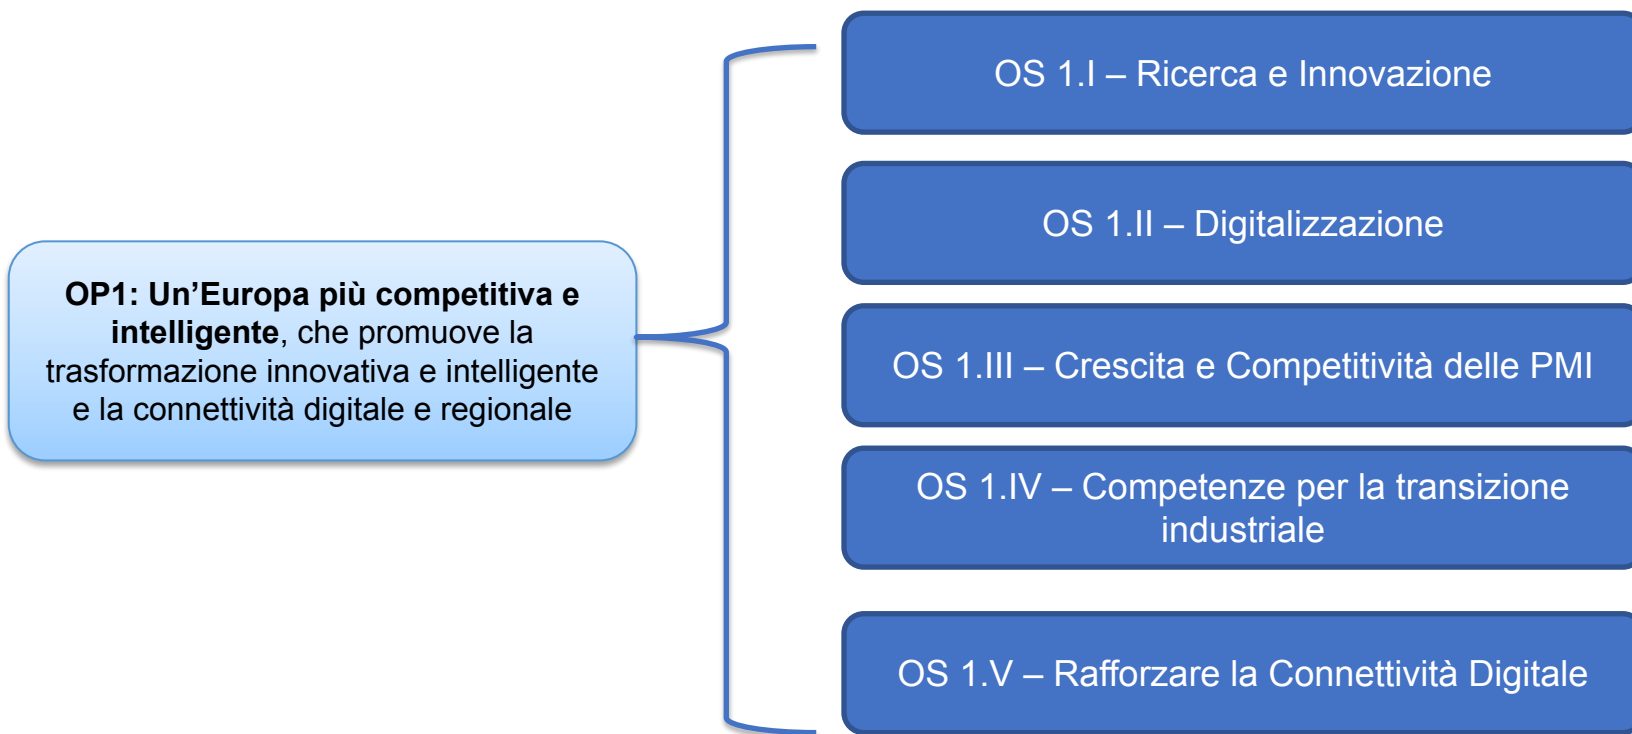 OP1: Un’Europa più competitiva e
intelligente, che promuove la
trasformazione innovativa e intelligente
e la connettività digitale e regionale
OS 1.I – Ricerca e Innovazione
OS 1.II – Digitalizzazione
OS 1.III – Crescita e Competitività delle PMI
OS 1.IV – Competenze per la transizione
industriale
OS 1.V – Rafforzare la Connettività Digitale